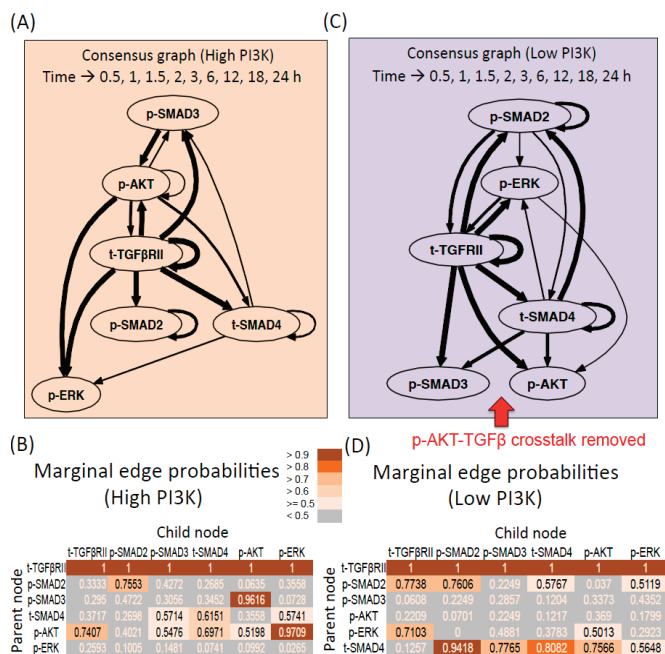 (A)
Consensus graph (High PI3K)
Time → 0.5, 1, 1.5, 2, 3, 6, 12, 18, 24 h
p-SMAD3
p-AKT
t-TGFβRII
p-SMAD2
t-SMAD4
p-ERK
(C)
Consensus graph (Low PI3K)
Time → 0.5, 1, 1.5, 2, 3, 6, 12, 18, 24 h
p-SMAD2
p-ERK
t-TGFRII
t-SMAD4
p-SMAD3
p-AKT
p-AKT-TGFβ crosstalk removed
(B)
Marginal edge probabilities
(High PI3K)
> 0.9
> 0.8
> 0.7
> 0.6
>= 0.5
< 0.5
Child node
t-TGFβRII p-SMAD2 p-SMAD3 t-SMAD4 p-AKT p-ERK
Parent node
t-TGFβRII 1 1 1 1 1 1
p-SMAD2 0.3333 0.7553 0.4272 0.2685 0.0635 0.3558
p-SMAD3 0.295 0.4722 0.3056 0.3452 0.9616 0.0728
t-SMAD4 0.3717 0.2698 0.5714 0.6151 0.3558 0.5741
p-AKT 0.7407 0.4021 0.5476 0.6971 0.5198 0.9709
p-ERK 0.2593 0.1005 0.1481 0.0741 0.0992 0.0265
(D)
Marginal edge probabilities
(Low PI3K)
Child node
t-TGFβRII p-SMAD2 p-SMAD3 t-SMAD4 p-AKT p-ERK
Parent node
t-TGFβRII 1 1 1 1 1 1
p-SMAD2 0.7738 0.7606 0.2249 0.5767 0.037 0.5119
p-SMAD3 0.0608 0.2249 0.2857 0.1204 0.3373 0.4352
p-AKT 0.2209 0.0701 0.2249 0.1217 0.369 0.1799
p-ERK 0.7103 0 0.4881 0.3783 0.5013 0.2923
t-SMAD4 0.1257 0.9418 0.7765 0.8082 0.7566 0.5648